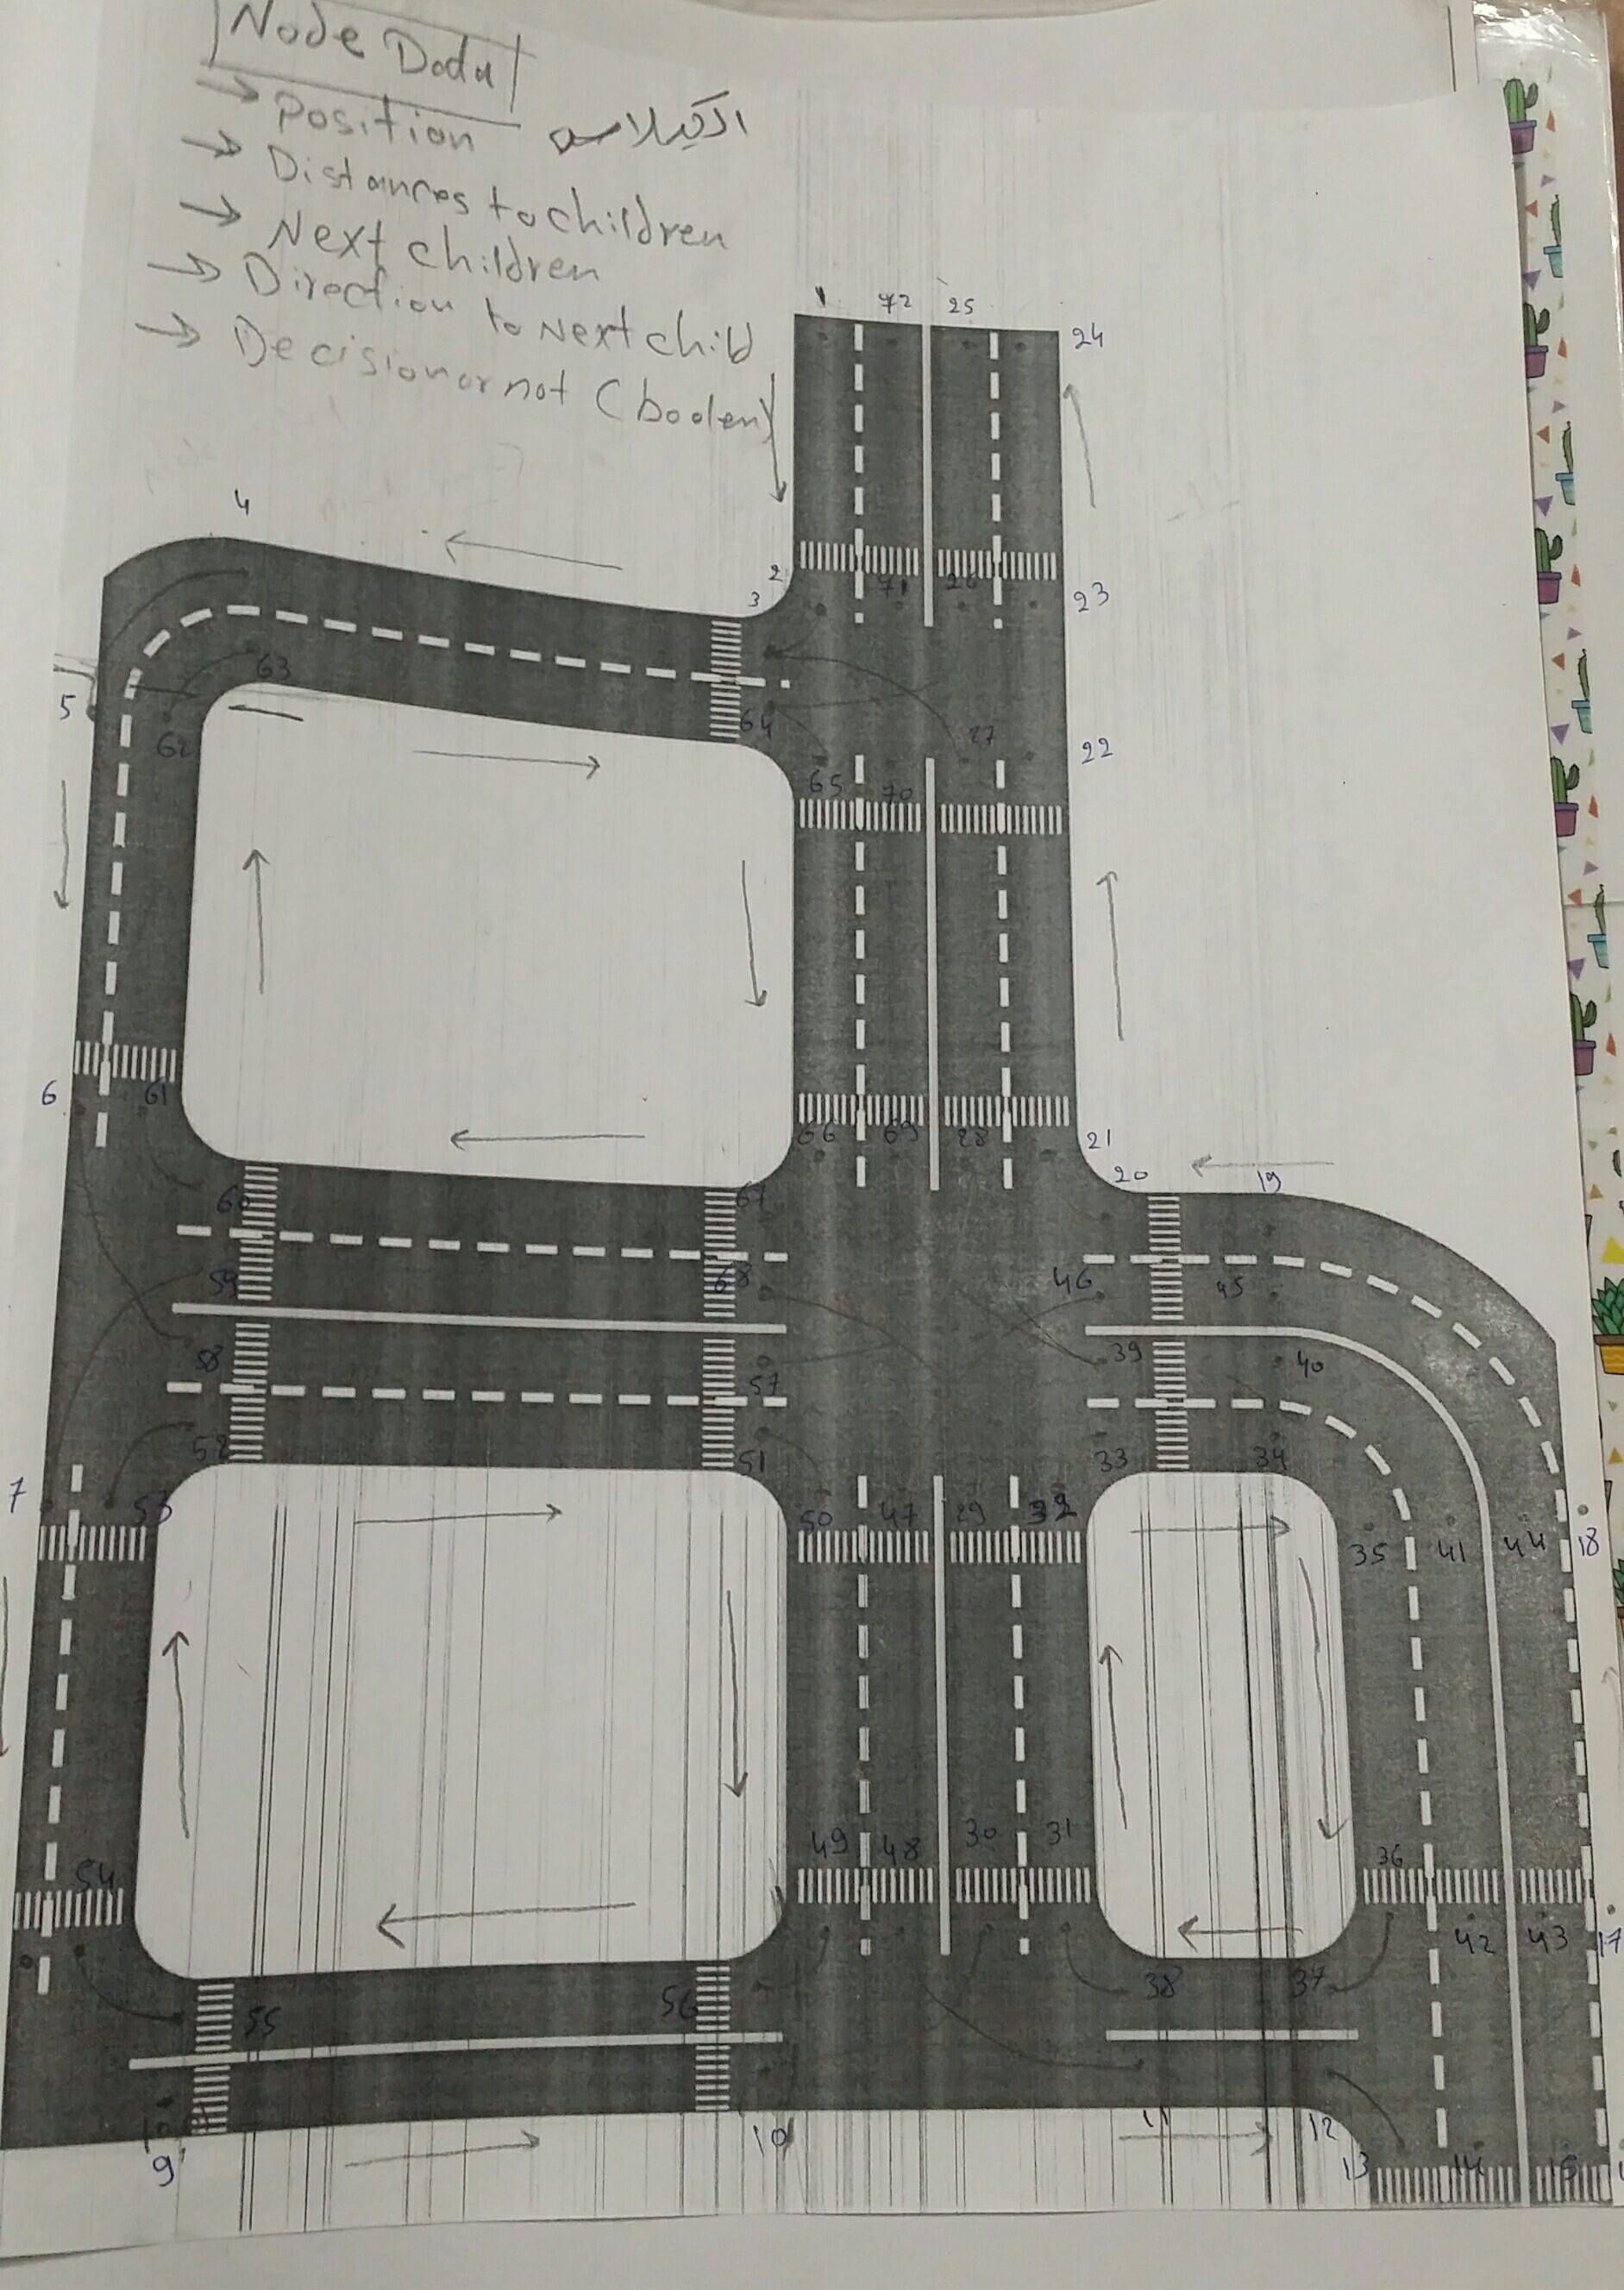 Node Data
→ Position
→ Distances to children
→ Next children
→ Direction to Next child
→ Decision or not (boolen)
1 72 25
24
4
2 71 26 23
3
63
5 64
62 27 22
65 70
6 61
66 69 28 21
20 19
60 67
59 68 46 45
58 57 39 40
52 51 33 34
7 53 50 47 29 32
35 41 44 18
49 48 30 31
54 36
42 43 17
38 37
55 56
9 10 11 12
13 14 15